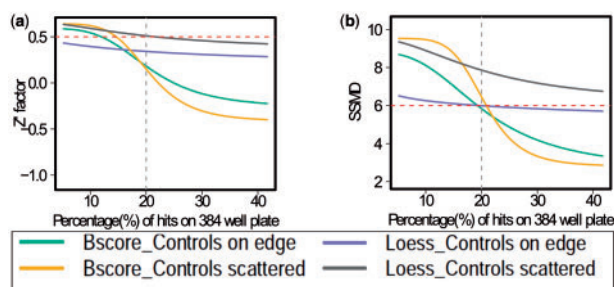 (a)
(b)
Z' factor
0.5
0.0
−0.5
−1.0
10
20
30
40
Percentage(%) of hits on 384 well plate
SSMD
10
8
6
4
2
10
20
30
40
Percentage(%) of hits on 384 well plate
Bscore_Controls on edge
Loess_Controls on edge
Bscore_Controls scattered
Loess_Controls scattered